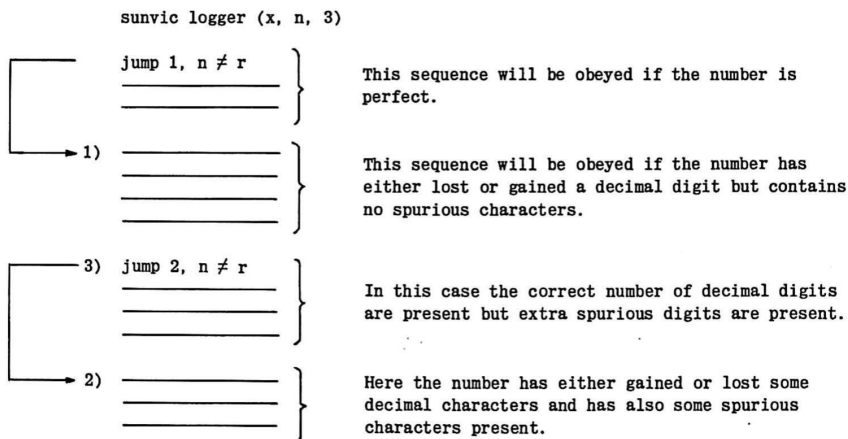 sunvic logger (x, n, 3)
jump 1, n ≠ r
This sequence will be obeyed if the number is
perfect.
1)
This sequence will be obeyed if the number has
either lost or gained a decimal digit but contains
no spurious characters.
3) jump 2, n ≠ r
In this case the correct number of decimal digits
are present but extra spurious digits are present.
2)
Here the number has either gained or lost some
decimal characters and has also some spurious
characters present.